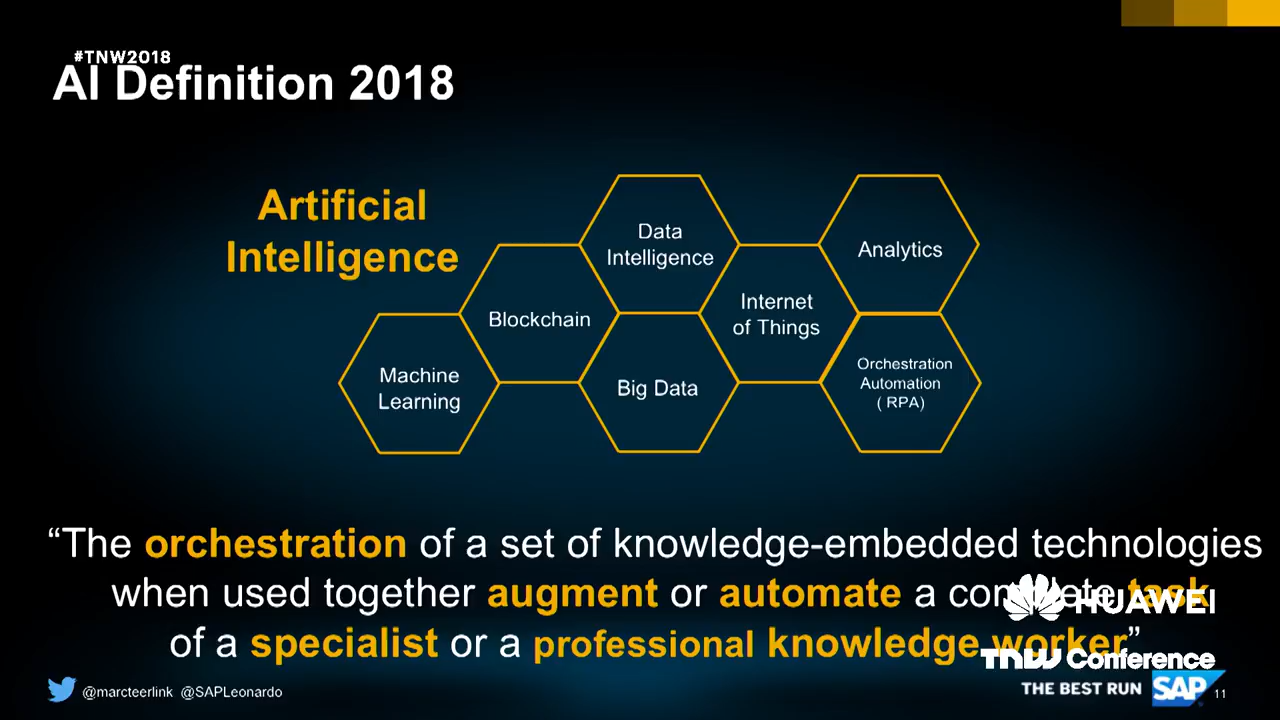 #TNW2018
AI Definition 2018
Artificial
Intelligence
Data
Intelligence
Analytics
Blockchain
Internet
of Things
Machine
Learning
Big Data
Orchestration
Automation
( RPA)
“The orchestration of a set of knowledge-embedded technologies
when used together augment or automate a complete task
of a specialist or a professional knowledge worker”
HUAWEI
TNW Conference
@marcteerlink @SAPLeonardo
THE BEST RUN SAP
11